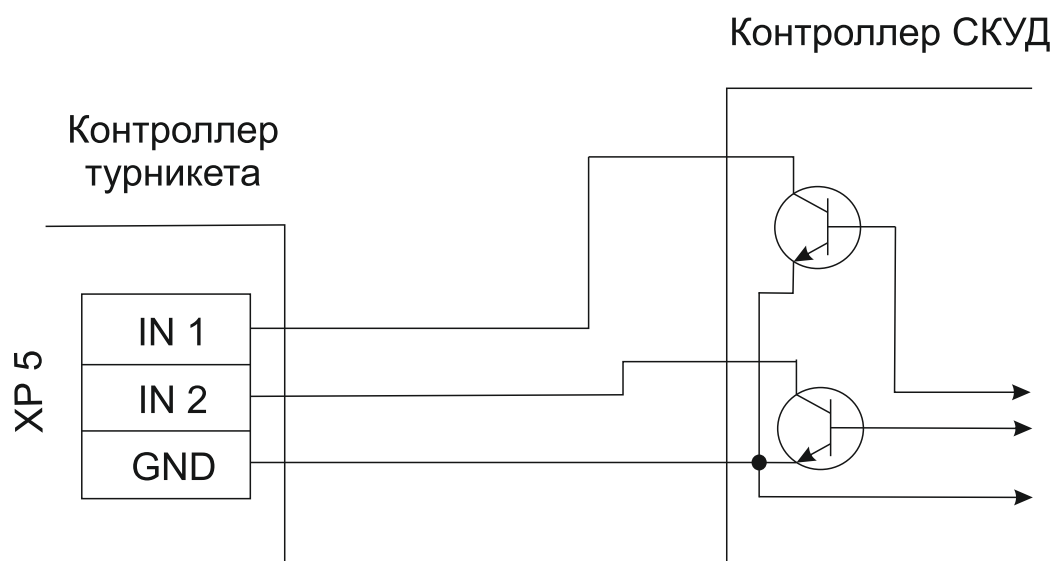 Контроллер СКУД
Контроллер
турникета
XP 5
IN 1
IN 2
GND